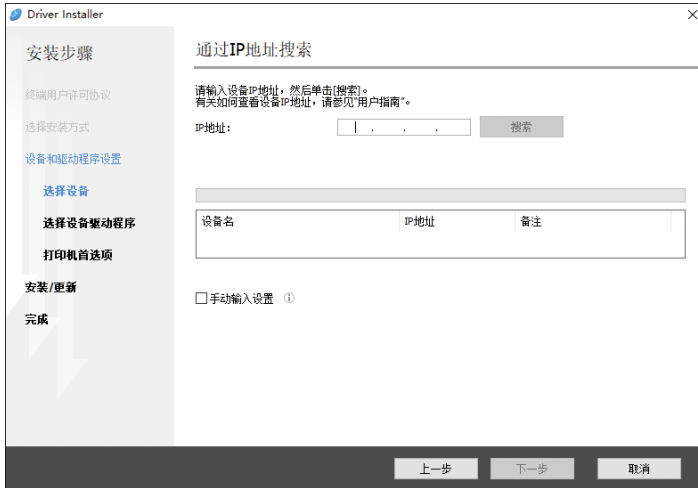 Driver Installer
安装步骤
终端用户许可协议
选择安装方式
设备和驱动程序设置
选择设备
选择设备驱动程序
打印机首选项
安装/更新
完成
通过IP地址搜索
请输入设备IP地址，然后单击[搜索]。
有关如何查看设备IP地址，请参见"用户指南"。
IP地址：
. . .
搜索
设备名 IP地址 备注
手动输入设置
上一步 下一步 取消